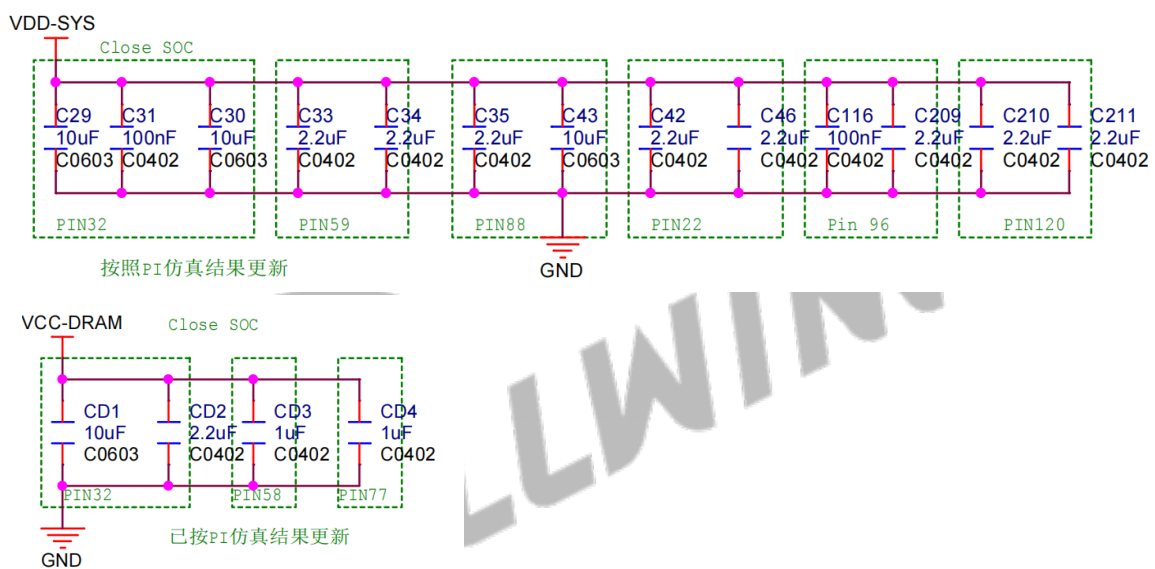 VDD-SYS
Close SOC
C29 C31 C30 C33 C34 C35 C43 C42 C46 C116 C209 C210 C211
10uF 100nF 10uF 2.2uF 2.2uF 2.2uF 10uF 2.2uF 2.2uF 100nF 2.2uF 2.2uF 2.2uF
C0603 C0402 C0603 C0402 C0402 C0402 C0603 C0402 C0402 C0402 C0402 C0402 C0402
PIN32 PIN59 PIN88 PIN22 Pin 96 PIN120
按照PI仿真结果更新
GND
VCC-DRAM Close SOC
CD1 CD2 CD3 CD4
10uF 2.2uF 1uF 1uF
C0603 C0402 C0402 C0402
PIN32 PIN58 PIN77
已按PI仿真结果更新
GND